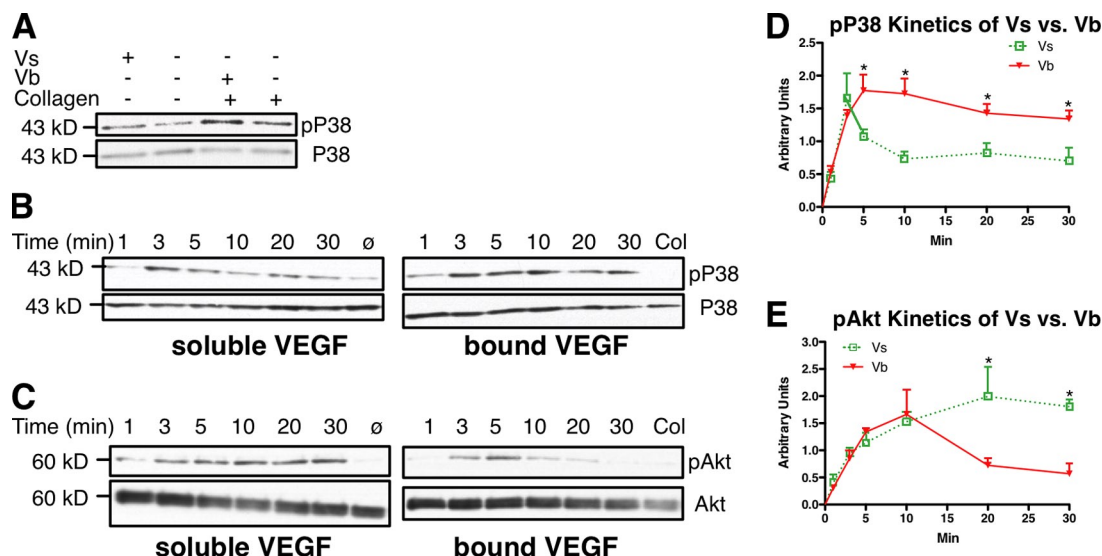 A
Vs + - - -
Vb - - + -
Collagen - - + +
43 kD pP38
43 kD P38
B
Time (min) 1 3 5 10 20 30 ø 1 3 5 10 20 30 Col
43 kD pP38
43 kD P38
soluble VEGF bound VEGF
C
Time (min) 1 3 5 10 20 30 ø 1 3 5 10 20 30 Col
60 kD pAkt
60 kD Akt
soluble VEGF bound VEGF
D pP38 Kinetics of Vs vs. Vb
Vs
Vb
Arbitrary Units
2.5
2.0
1.5
1.0
0.5
0.0
* * * *
0 5 10 15 20 25 30
Min
E pAkt Kinetics of Vs vs. Vb
Vs
Vb
Arbitrary Units
3.0
2.5
2.0
1.5
1.0
0.5
0.0
* *
0 5 10 15 20 25 30
Min